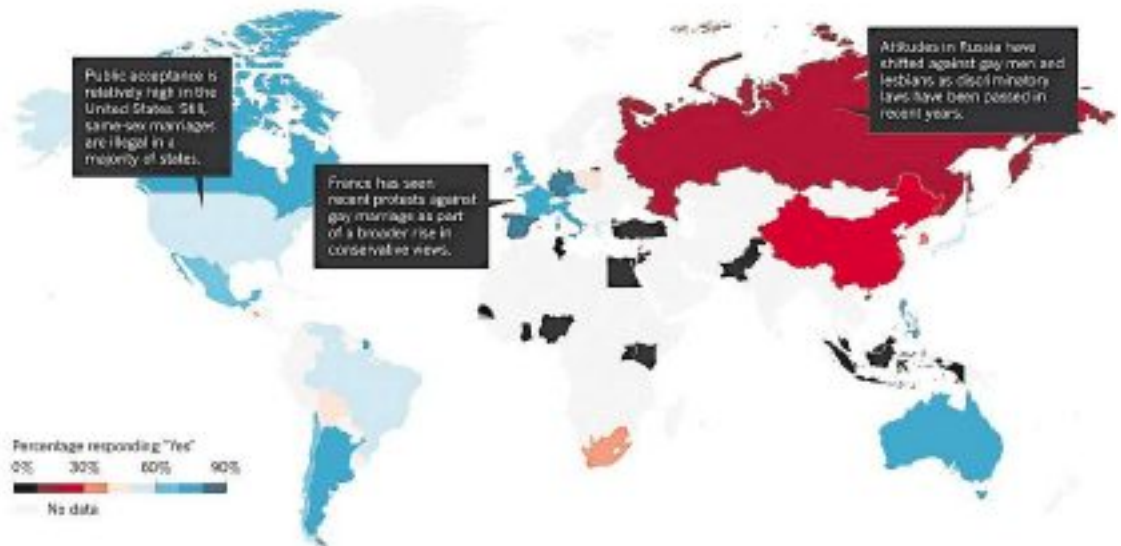 Public acceptance is
relatively high in the
United States. Still,
same-sex marriages
are illegal in a
majority of states.
France has seen
recent protests against
gay marriage as part
of a broader rise in
conservative views.
Attitudes in Russia have
shifted against gay men and
lesbians as discriminatory
laws have been passed in
recent years.
Percentage responding "Yes"
0% 30% 60% 90%
No data